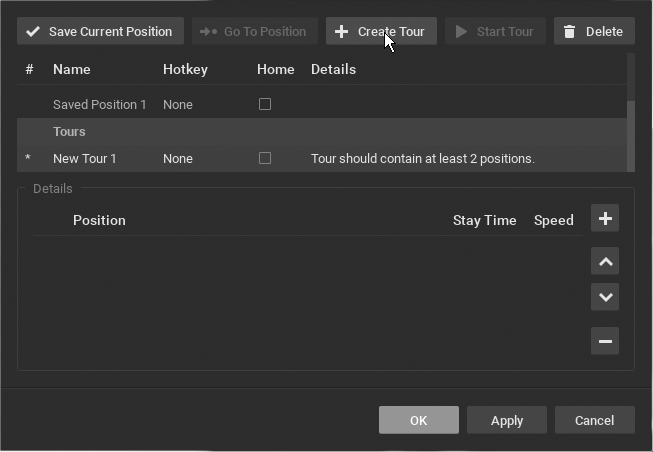 Save Current Position Go To Position Create Tour Start Tour Delete
# Name Hotkey Home Details
Saved Position 1 None
Tours
* New Tour 1 None Tour should contain at least 2 positions.
Details
Position Stay Time Speed
OK Apply Cancel